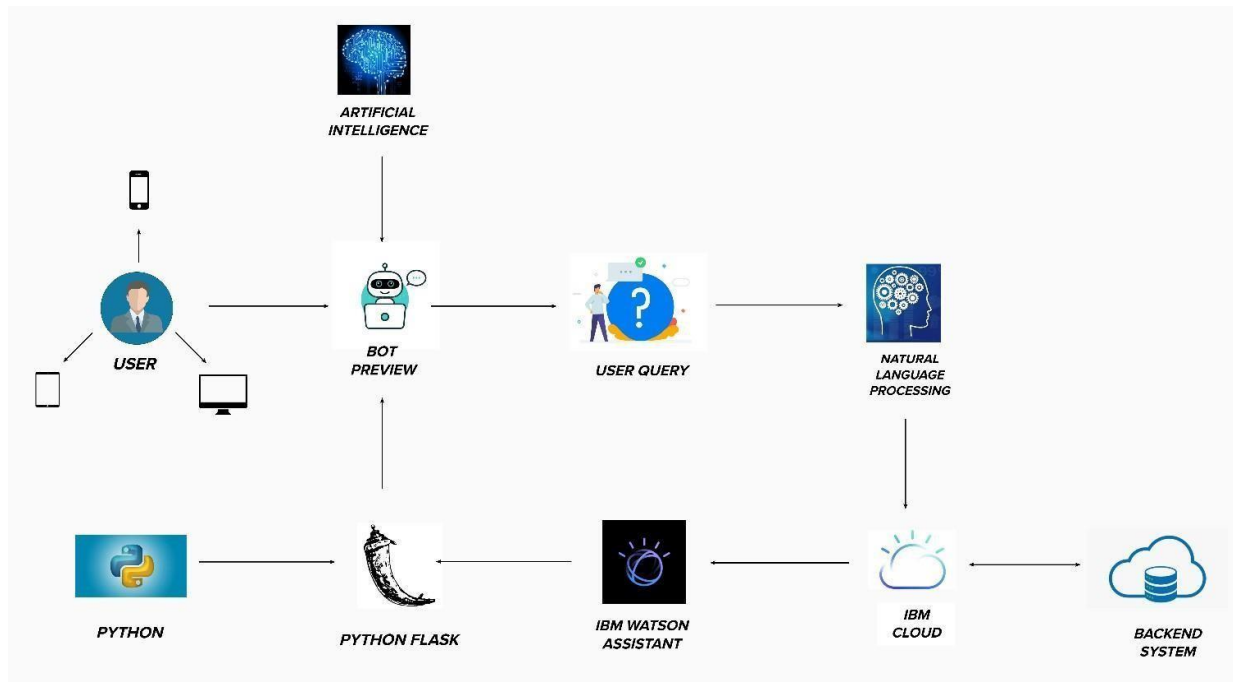 ARTIFICIAL
INTELLIGENCE
USER
BOT
PREVIEW
USER QUERY
NATURAL
LANGUAGE
PROCESSING
PYTHON
PYTHON FLASK
IBM WATSON
ASSISTANT
IBM
CLOUD
BACKEND
SYSTEM